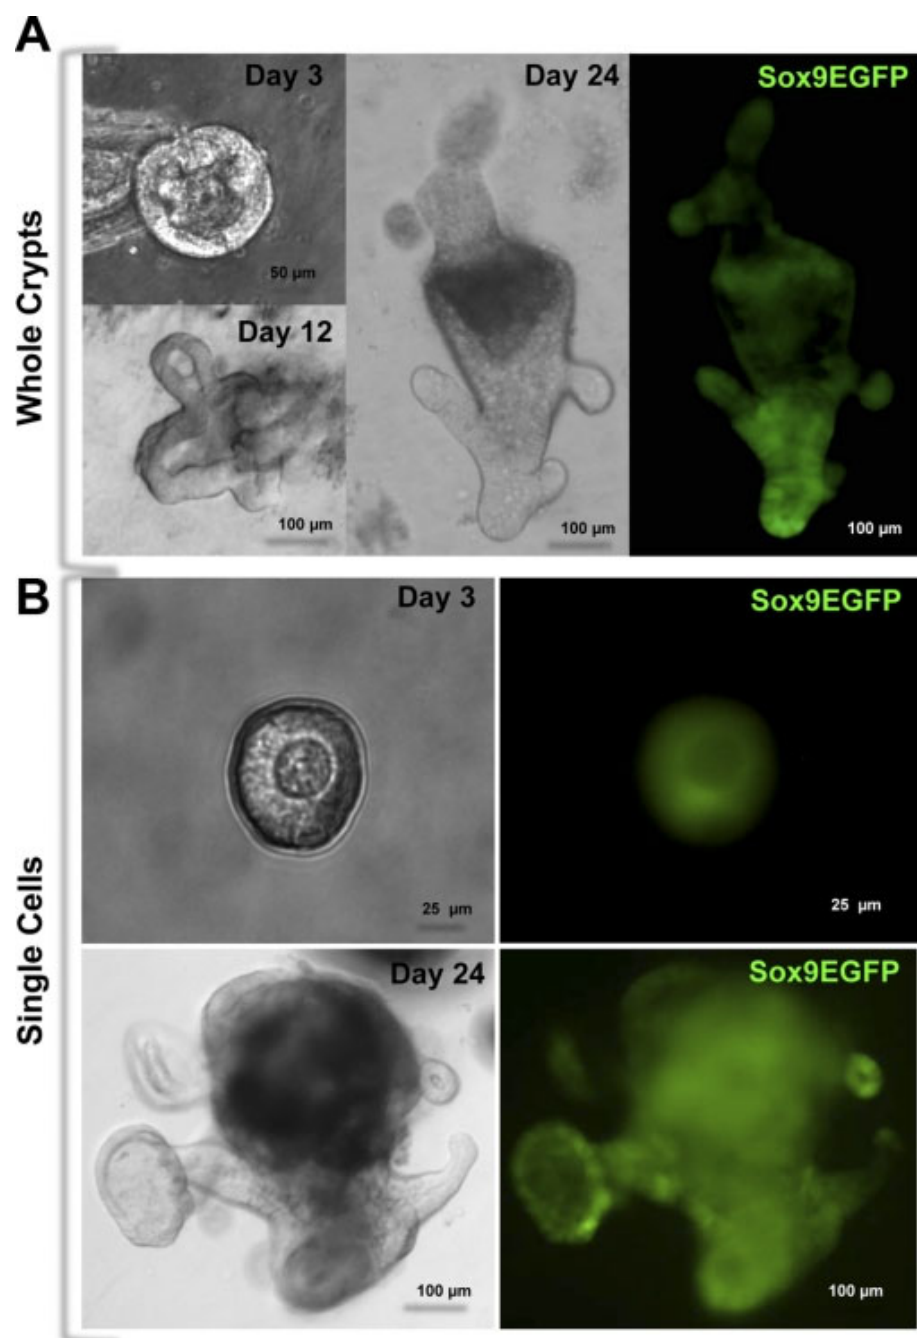 A
Whole Crypts
Day 3
50 µm
Day 12
100 µm
Day 24
100 µm
Sox9EGFP
100 µm
B
Single Cells
Day 3
25 µm
Sox9EGFP
25 µm
Day 24
100 µm
Sox9EGFP
100 µm